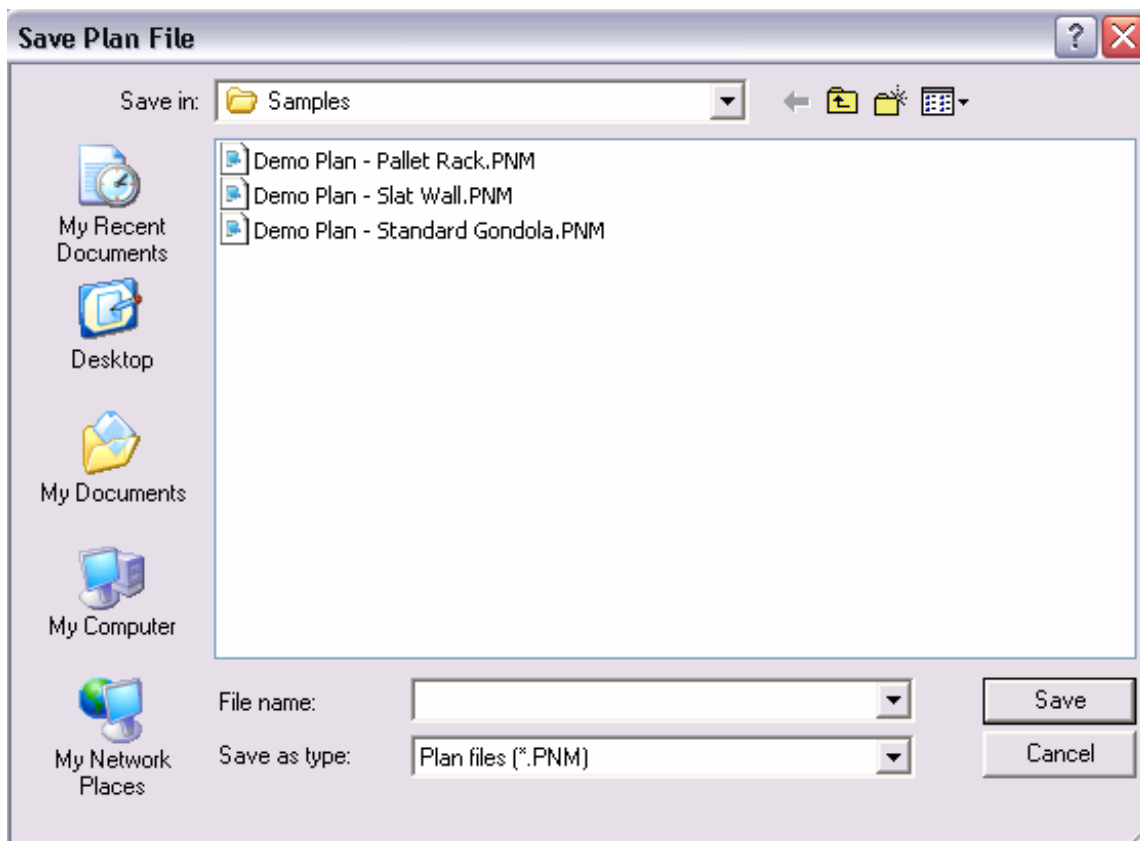 Save Plan File
?
Save in: Samples
Demo Plan - Pallet Rack.PNM
Demo Plan - Slat Wall.PNM
Demo Plan - Standard Gondola.PNM
My Recent
Documents
Desktop
My Documents
My Computer
My Network
Places
File name:
Save
Save as type: Plan files (*.PNM)
Cancel